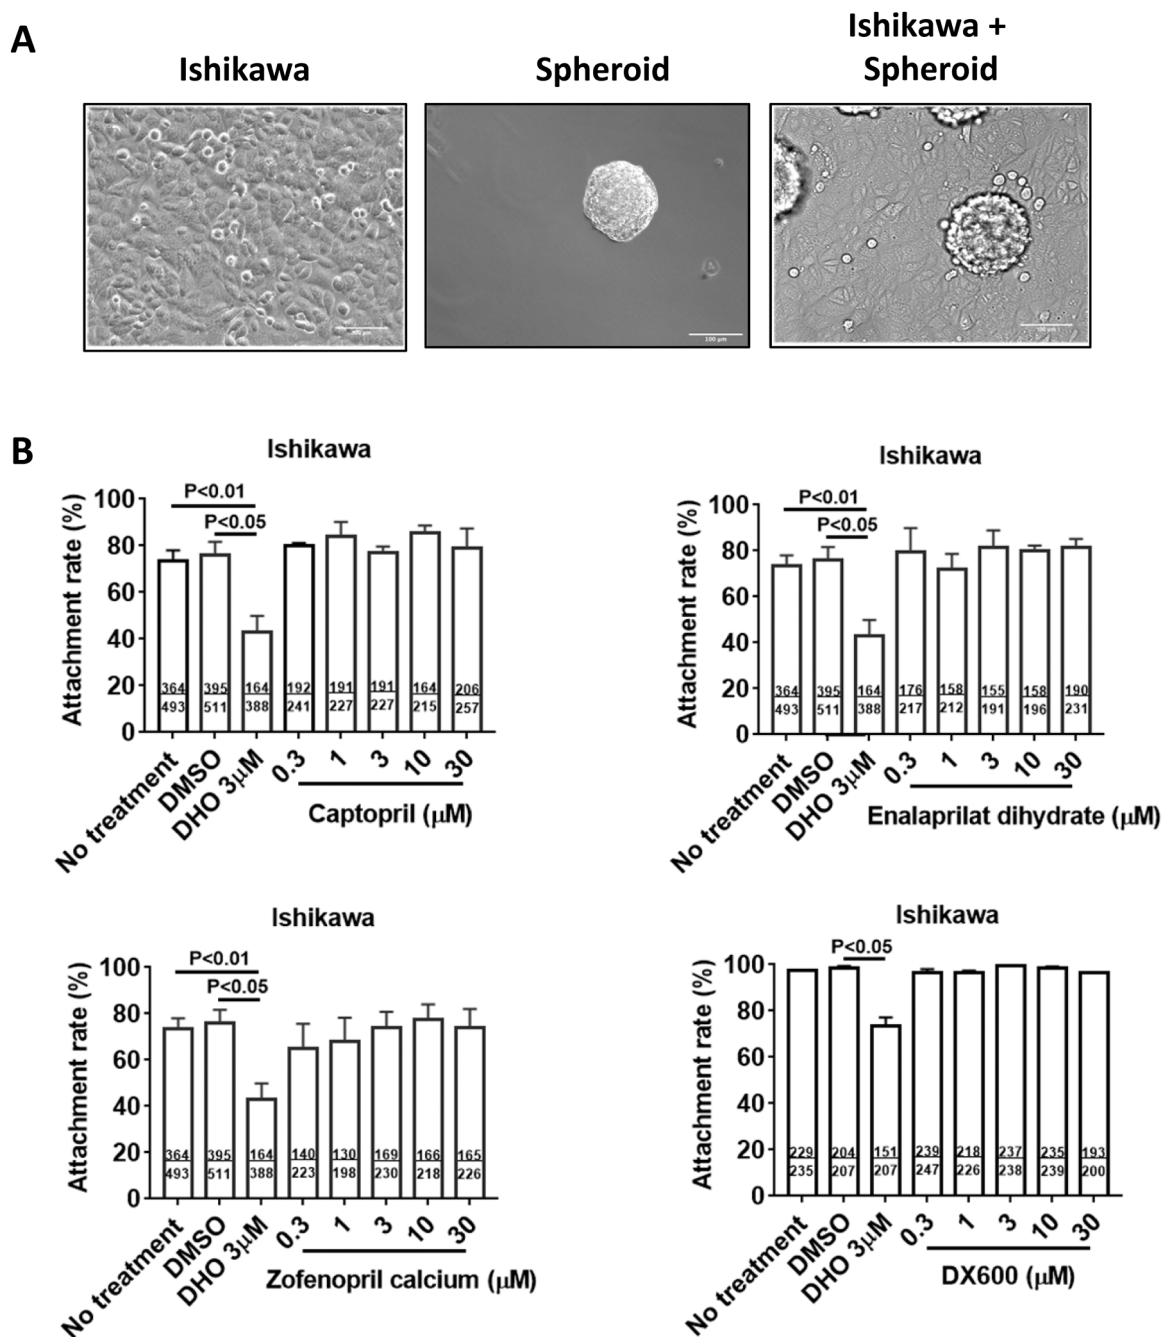 A
Ishikawa
Spheroid
Ishikawa +
Spheroid
100 µm
100 µm
B
Ishikawa
Attachment rate (%)
100
80
60
40
20
0
P<0.01
P<0.05
364 395 164 192 191 191 164 206
493 511 388 241 227 227 215 257
No treatment
DMSO
DHO 3μM
0.3
1
3
10
30
Captopril (μM)
Ishikawa
Attachment rate (%)
100
80
60
40
20
0
P<0.01
P<0.05
364 395 164 176 158 155 158 190
493 511 388 217 212 191 196 231
No treatment
DMSO
DHO 3μM
0.3
1
3
10
30
Enalaprilat dihydrate (μM)
Ishikawa
Attachment rate (%)
100
80
60
40
20
0
P<0.01
P<0.05
364 395 164 140 130 169 166 165
493 511 388 223 198 230 218 226
No treatment
DMSO
DHO 3μM
0.3
1
3
10
30
Zofenopril calcium (μM)
Ishikawa
Attachment rate (%)
100
80
60
40
20
0
P<0.05
229 204 151 239 218 237 235 193
235 207 207 247 226 238 239 200
No treatment
DMSO
DHO 3μM
0.3
1
3
10
30
DX600 (μM)